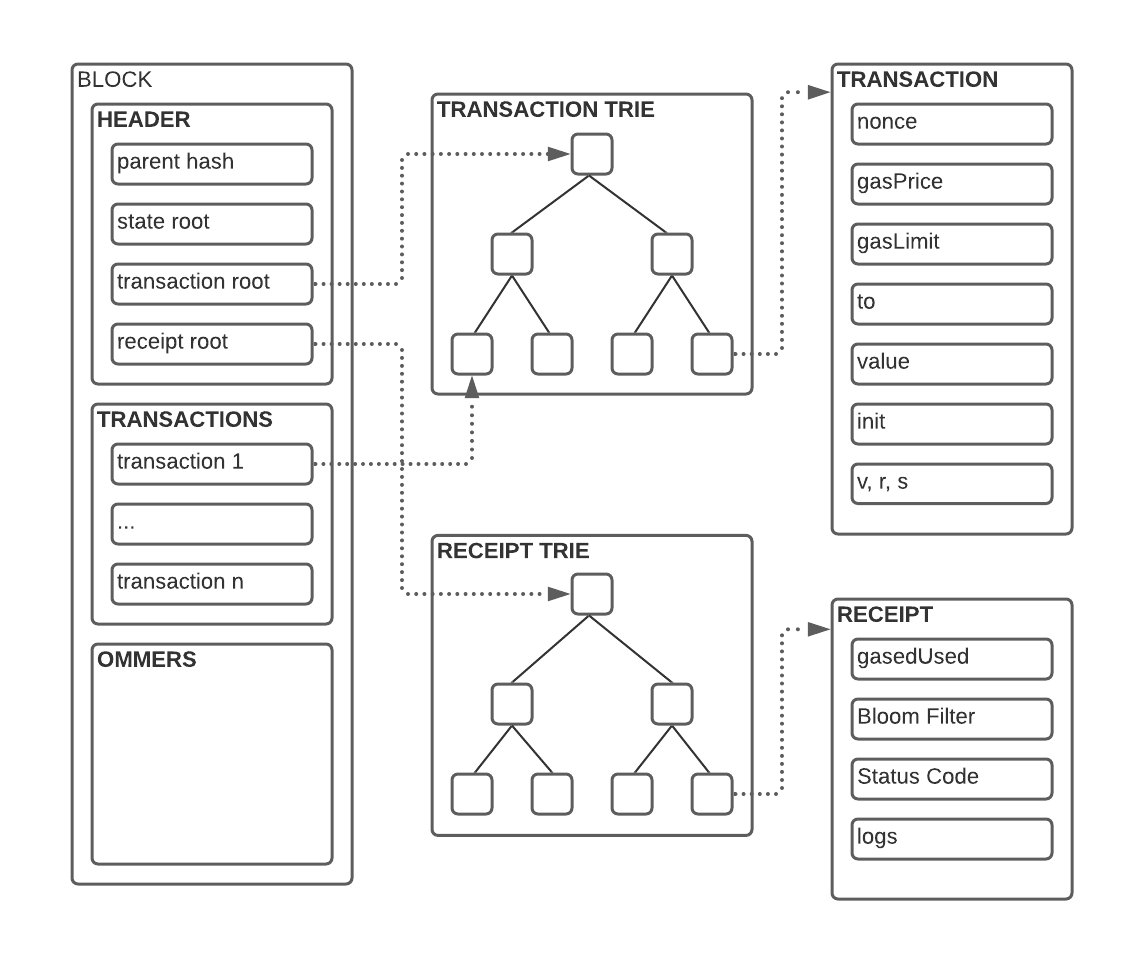 BLOCK
HEADER
parent hash
state root
transaction root
receipt root
TRANSACTIONS
transaction 1
...
transaction n
OMMERS
TRANSACTION TRIE
RECEIPT TRIE
TRANSACTION
nonce
gasPrice
gasLimit
to
value
init
v, r, s
RECEIPT
gasedUsed
Bloom Filter
Status Code
logs